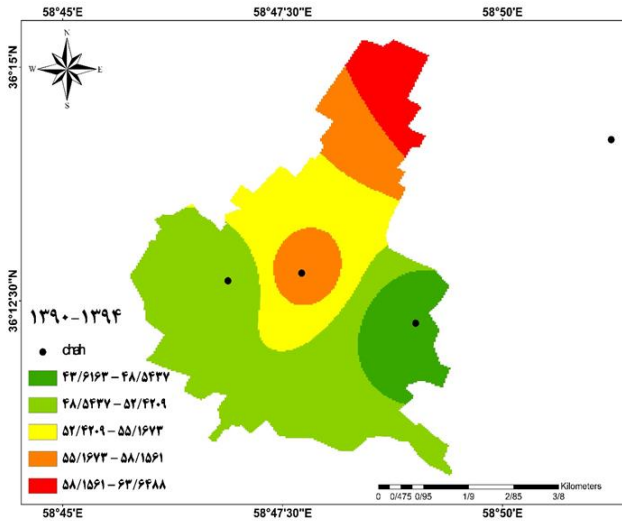 58°45'E 58°47'30"E 58°50'E
36°15'N
36°12'30"N
N
W E
S
۱۳۹۰-۱۳۹۴
chah
۴۳/۶۱۶۳ - ۴۸/۵۴۳۷
۴۸/۵۴۳۷ - ۵۲/۴۲۰۹
۵۲/۴۲۰۹ - ۵۵/۱۶۷۳
۵۵/۱۶۷۳ - ۵۸/۱۵۶۱
۵۸/۱۵۶۱ - ۶۳/۶۴۸۸
Kilometers
0 0/475 0/95 1/9 2/85 3/8
58°45'E 58°47'30"E 58°50'E